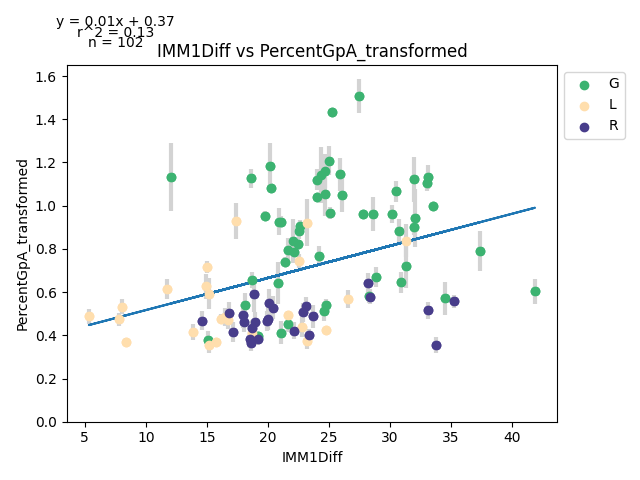 y = 0.01x + 0.37
r^2 = 0.13
n = 102
IMM1Diff vs PercentGpA_transformed
G
L
R
PercentGpA_transformed
1.6
1.4
1.2
1.0
0.8
0.6
0.4
0.2
0.0
5 10 15 20 25 30 35 40
IMM1Diff